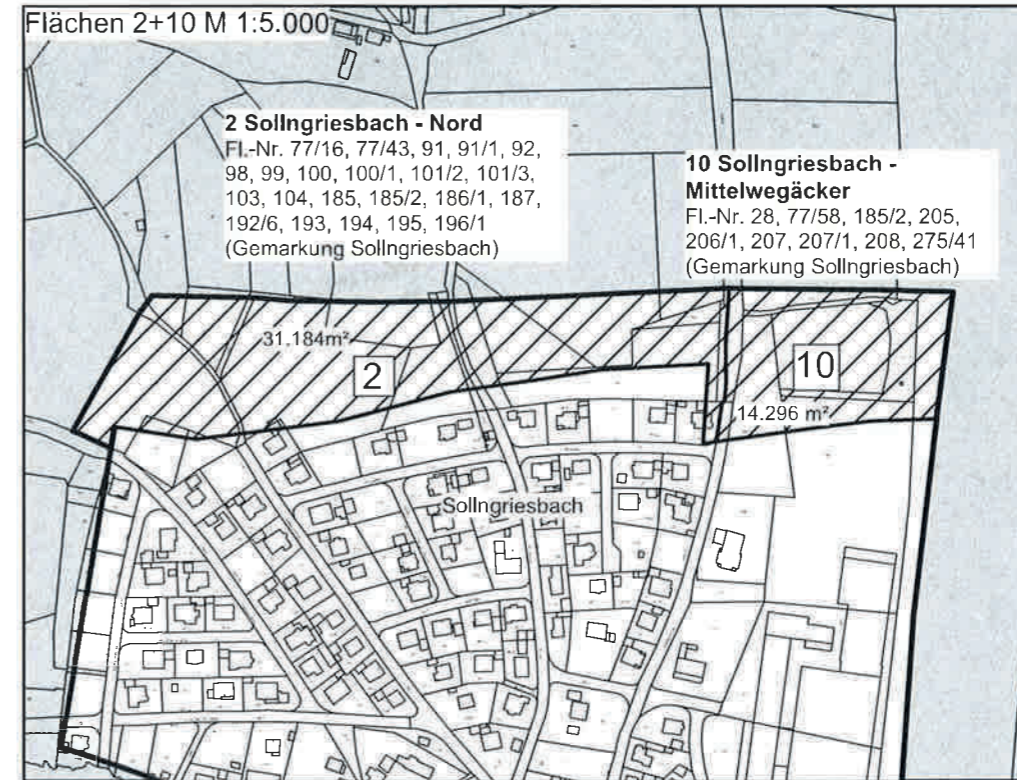 Flächen 2+10 M 1:5.000
2 Sollngriesbach - Nord
Fl.-Nr. 77/16, 77/43, 91, 91/1, 92,
98, 99, 100, 100/1, 101/2, 101/3,
103, 104, 185, 185/2, 186/1, 187,
192/6, 193, 194, 195, 196/1
(Gemarkung Sollngriesbach)
10 Sollngriesbach -
Mittelwegäcker
Fl.-Nr. 28, 77/58, 185/2, 205,
206/1, 207, 207/1, 208, 275/41
(Gemarkung Sollngriesbach)
31.184m²
2
10
14.296 m²
Sollngriesbach